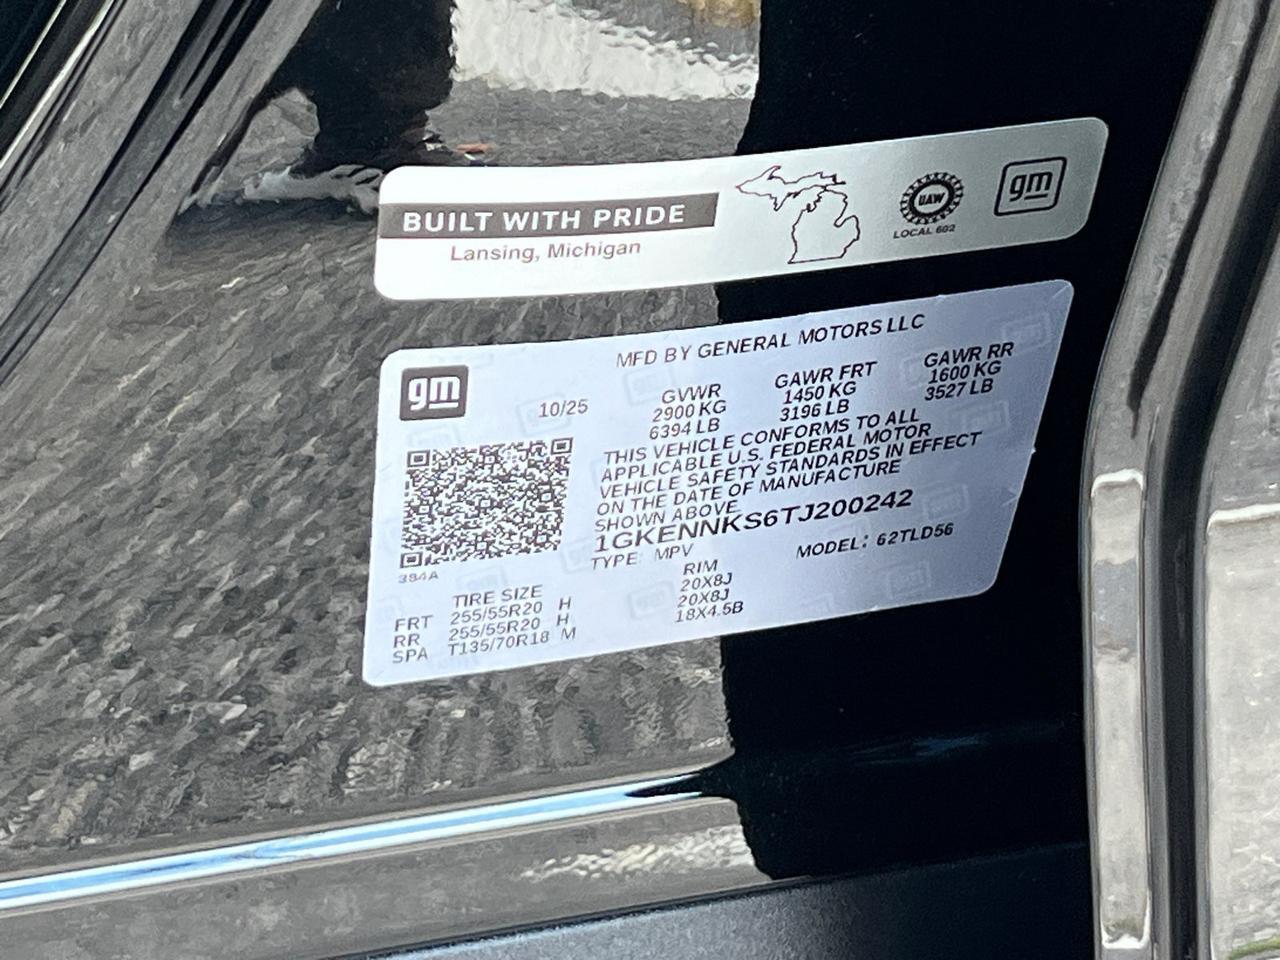 BUILT WITH PRIDE
Lansing, Michigan
UAW
LOCAL 602
gm
MFD BY GENERAL MOTORS LLC
gm
10/25
GVWR GAWR FRT GAWR RR
2900 KG 1450 KG 1600 KG
6394 LB 3196 LB 3527 LB
THIS VEHICLE CONFORMS TO ALL
APPLICABLE U.S. FEDERAL MOTOR
VEHICLE SAFETY STANDARDS IN EFFECT
ON THE DATE OF MANUFACTURE
SHOWN ABOVE
1GKENNKS6TJ200242
TYPE: MPV MODEL: 62TLD56
384A
TIRE SIZE RIM
FRT 255/55R20 H 20X8J
RR 255/55R20 H 20X8J
SPA T135/70R18 M 18X4.5B